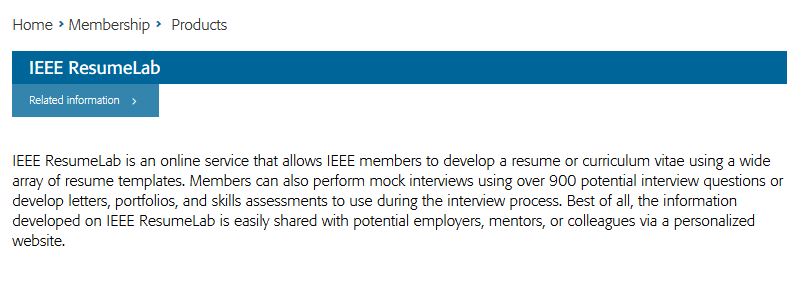 Home > Membership > Products
IEEE ResumeLab
Related information >
IEEE ResumeLab is an online service that allows IEEE members to develop a resume or curriculum vitae using a wide
array of resume templates. Members can also perform mock interviews using over 900 potential interview questions or
develop letters, portfolios, and skills assessments to use during the interview process. Best of all, the information
developed on IEEE ResumeLab is easily shared with potential employers, mentors, or colleagues via a personalized
website.